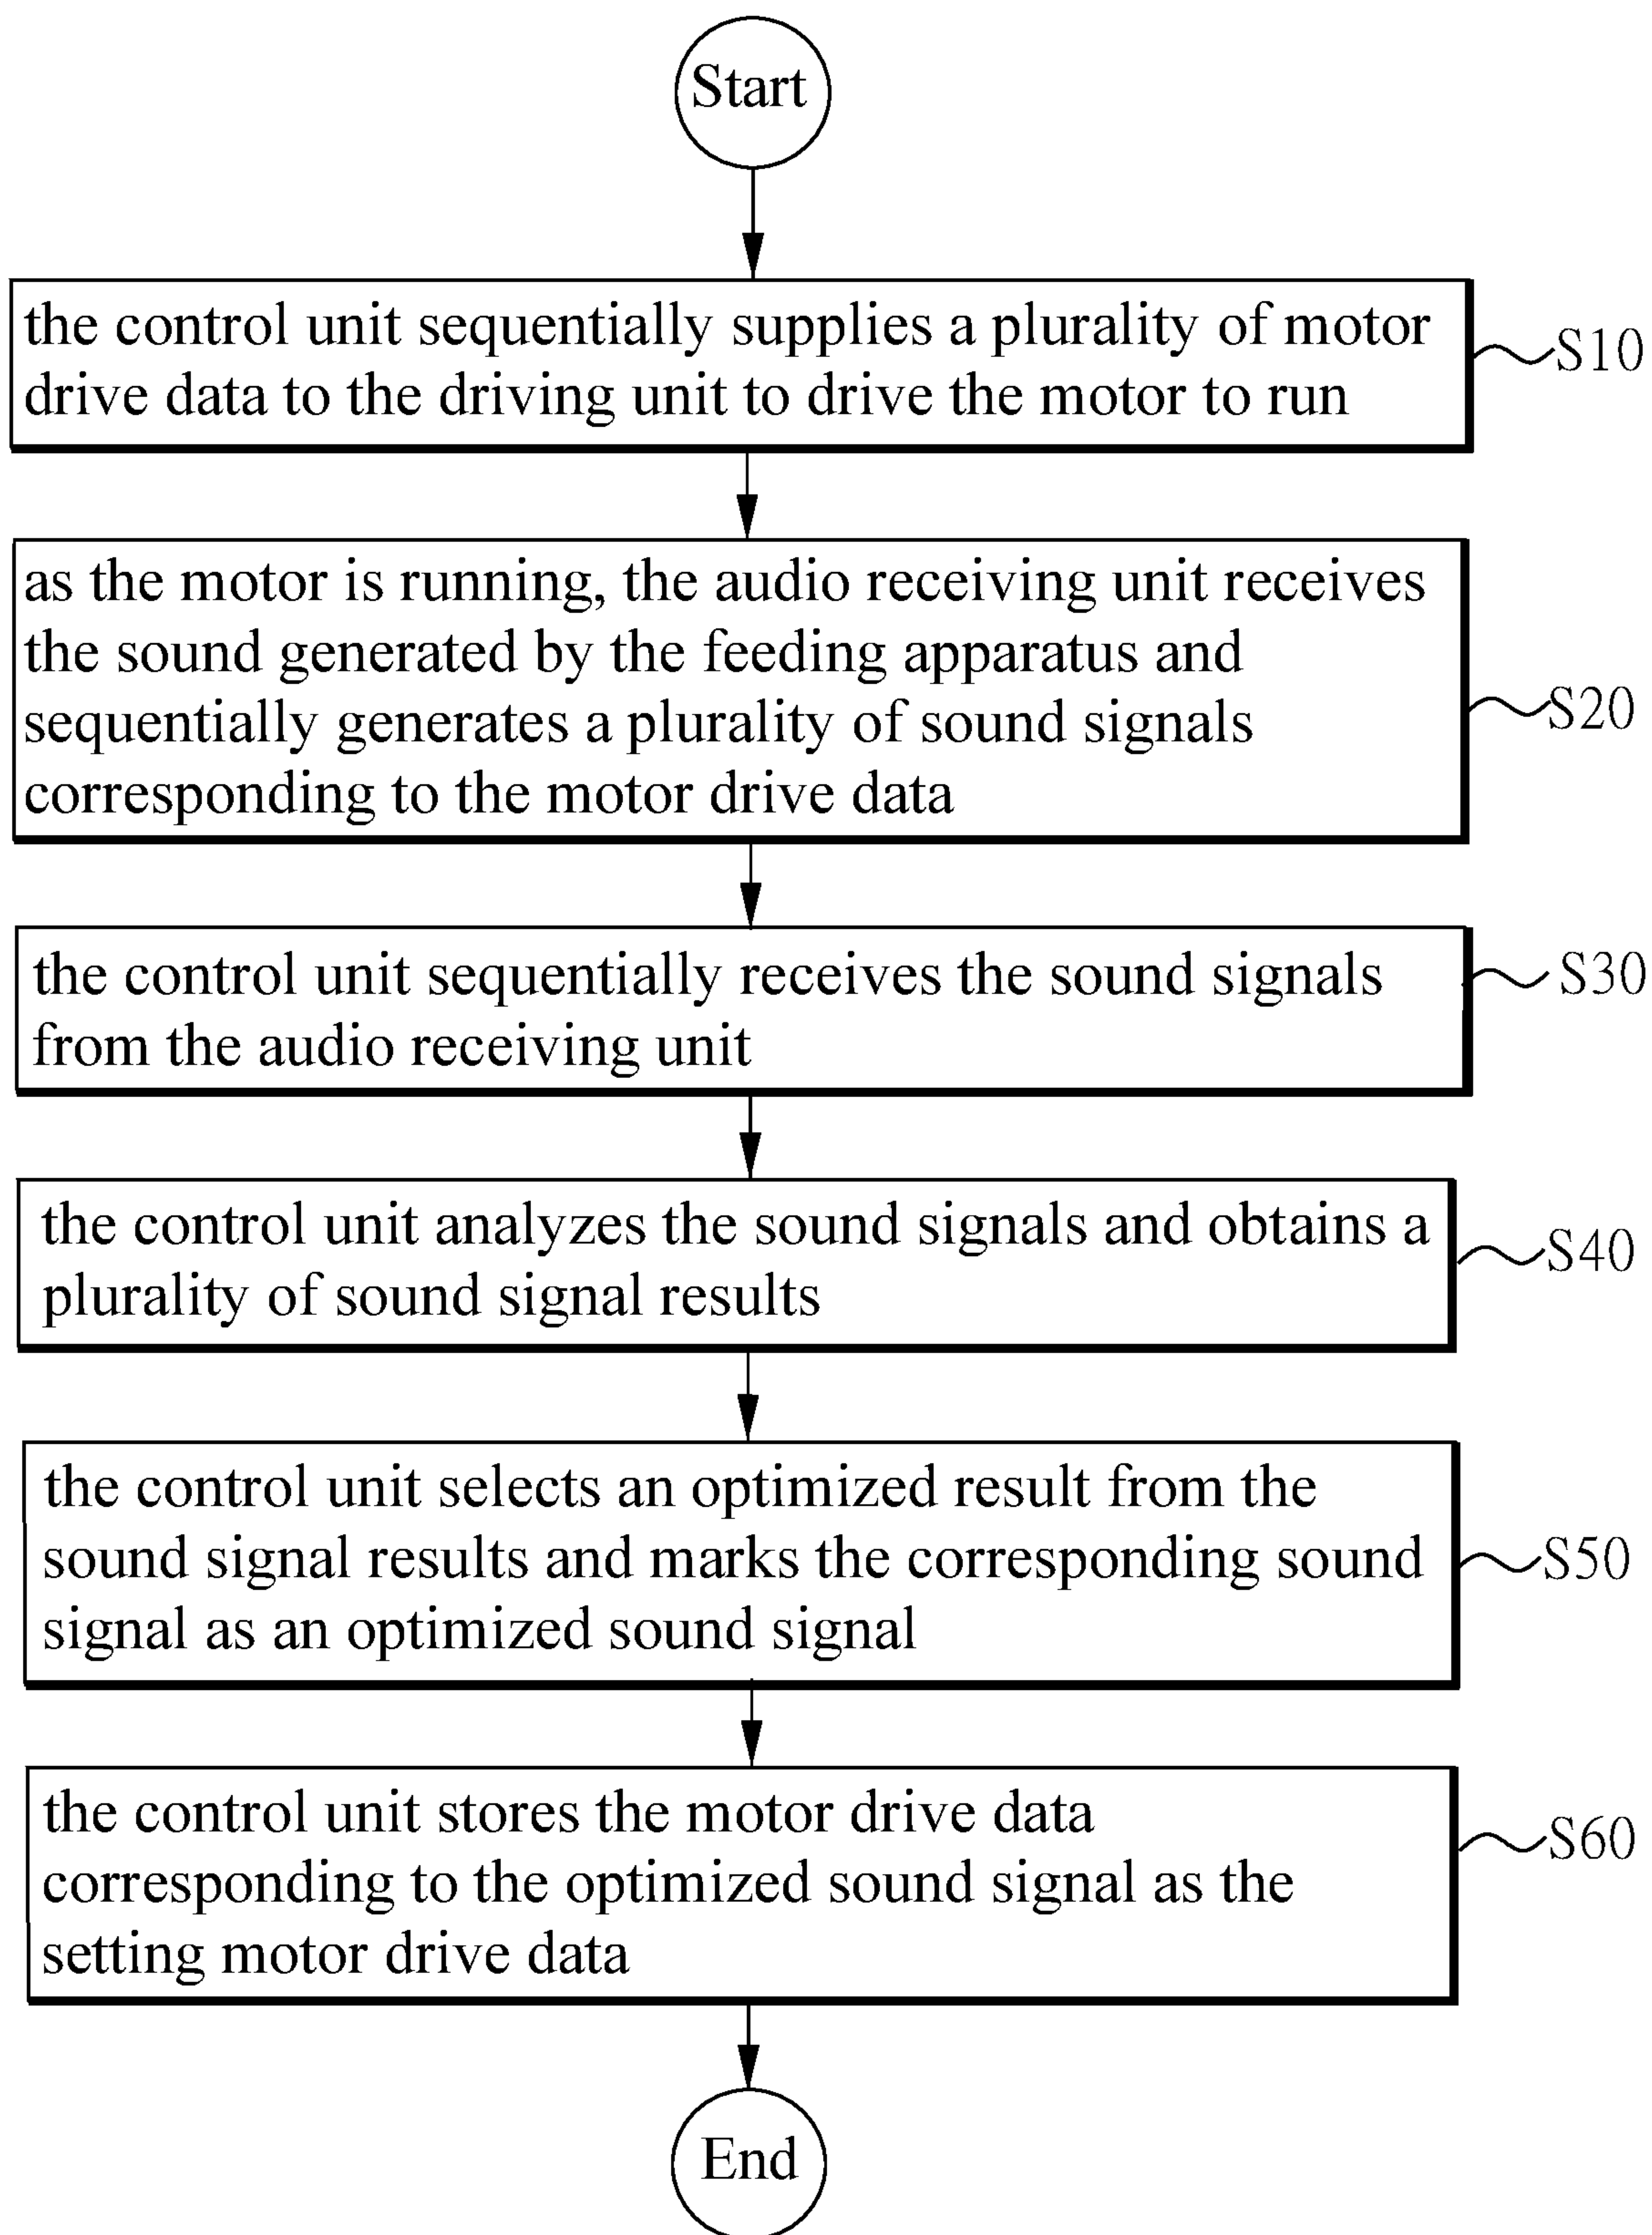 Start
the control unit sequentially supplies a plurality of motor
drive data to the driving unit to drive the motor to run
S10
as the motor is running, the audio receiving unit receives
the sound generated by the feeding apparatus and
sequentially generates a plurality of sound signals
corresponding to the motor drive data
S20
the control unit sequentially receives the sound signals
from the audio receiving unit
S30
the control unit analyzes the sound signals and obtains a
plurality of sound signal results
S40
the control unit selects an optimized result from the
sound signal results and marks the corresponding sound
signal as an optimized sound signal
S50
the control unit stores the motor drive data
corresponding to the optimized sound signal as the
setting motor drive data
S60
End